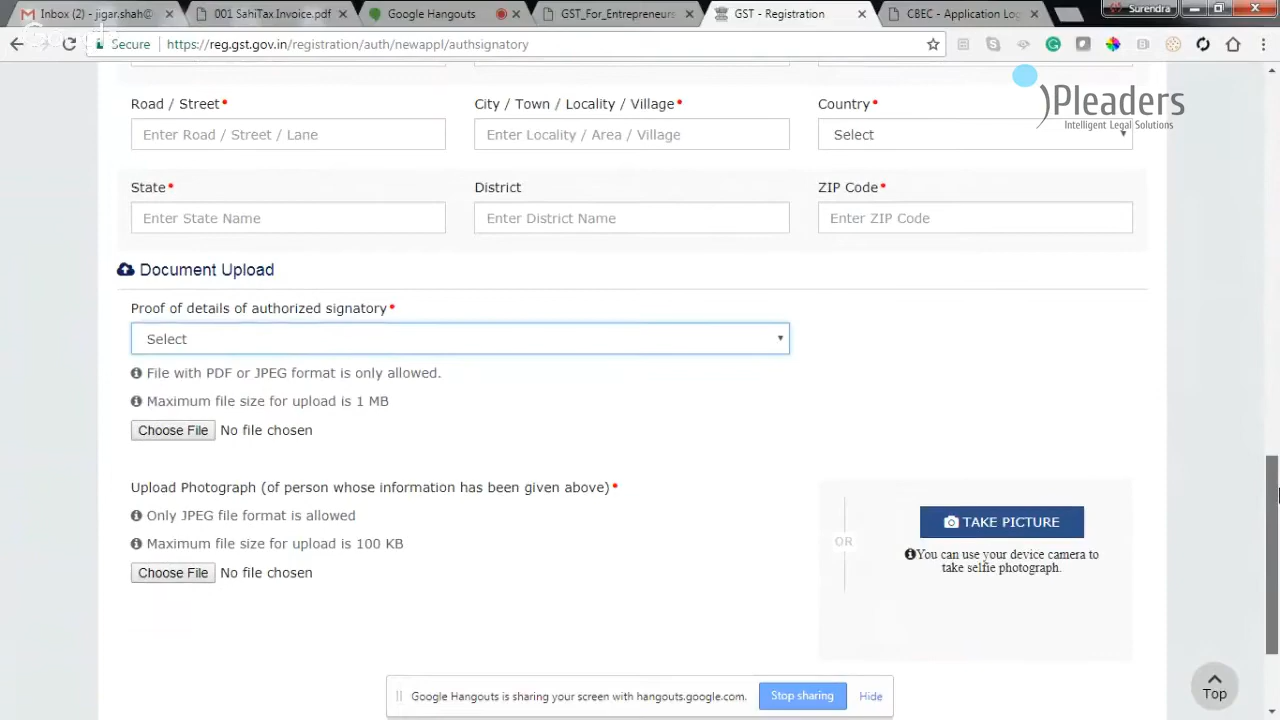 Inbox (2) - jigar.shah@
001 SahiTax Invoice.pdf
Google Hangouts
GST_For_Entrepreneurs
GST - Registration
CBEC - Application Lo
Surendra
Secure
https://reg.gst.gov.in/registration/auth/newappl/authsignatory
iPleaders
Intelligent Legal Solutions
Road / Street*
City / Town / Locality / Village*
Country*
Enter Road / Street / Lane
Enter Locality / Area / Village
Select
State*
District
ZIP Code*
Enter State Name
Enter District Name
Enter ZIP Code
Document Upload
Proof of details of authorized signatory*
Select
File with PDF or JPEG format is only allowed.
Maximum file size for upload is 1 MB
Choose File No file chosen
Upload Photograph (of person whose information has been given above)*
Only JPEG file format is allowed
Maximum file size for upload is 100 KB
Choose File No file chosen
OR
TAKE PICTURE
You can use your device camera to
take selfie photograph.
Google Hangouts is sharing your screen with hangouts.google.com.
Stop sharing
Hide
Top